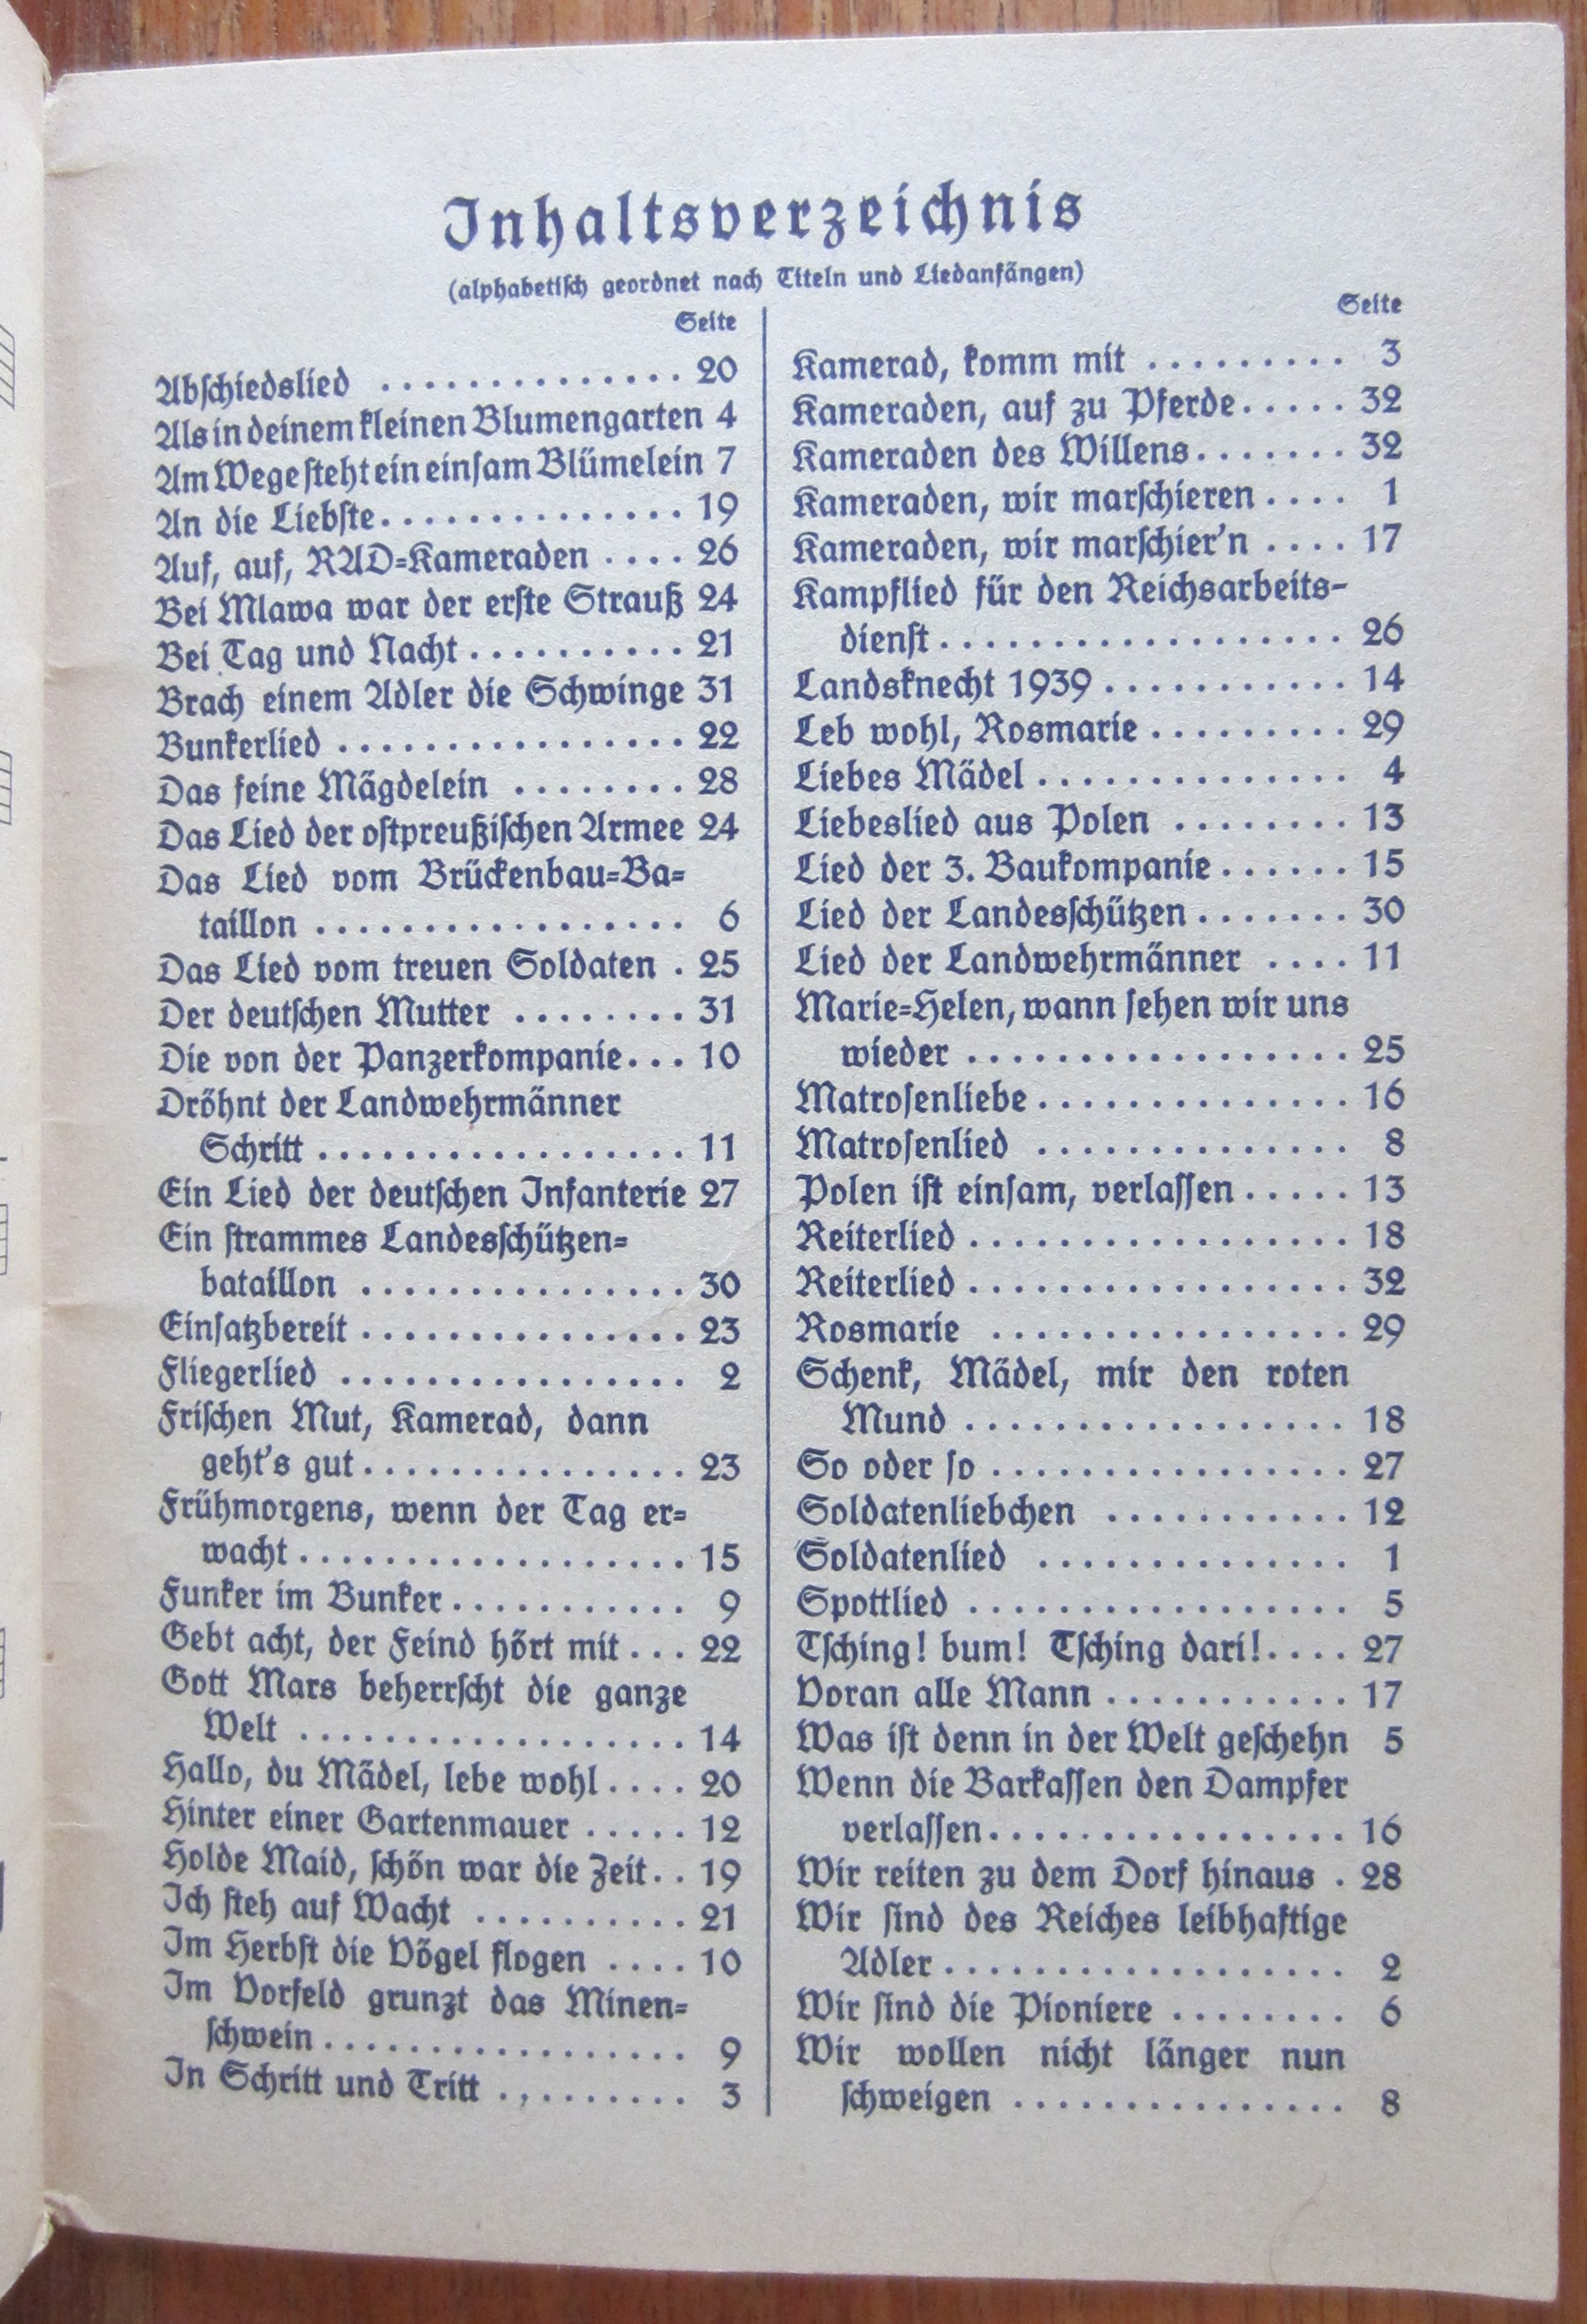 Inhaltsverzeichnis
(alphabetisch geordnet nach Titeln und Liedanfängen)
Seite
Abschiedslied .............. 20
Als in deinem kleinen Blumengarten 4
Am Wege steht ein einsam Blümelein 7
An die Liebste.............. 19
Auf, auf, RAD-Kameraden .... 26
Bei Mlawa war der erste Strauß 24
Bei Tag und Nacht .......... 21
Brach einem Adler die Schwinge 31
Bunkerlied ................ 22
Das feine Mägdelein ........ 28
Das Lied der ostpreußischen Armee 24
Das Lied vom Brückenbau-Ba-
taillon ................. 6
Das Lied vom treuen Soldaten . 25
Der deutschen Mutter ........ 31
Die von der Panzerkompanie... 10
Dröhnt der Landwehrmänner
Schritt ................. 11
Ein Lied der deutschen Infanterie 27
Ein strammes Landesschützen-
bataillon ............... 30
Einsatzbereit ............... 23
Fliegerlied ................ 2
Frischen Mut, Kamerad, dann
geht's gut............... 23
Frühmorgens, wenn der Tag er-
wacht .................. 15
Funker im Bunker........... 9
Gebt acht, der Feind hört mit ... 22
Gott Mars beherrscht die ganze
Welt .................. 14
Hallo, du Mädel, lebe wohl .... 20
Hinter einer Gartenmauer ..... 12
Holde Maid, schön war die Zeit.. 19
Ich steh auf Wacht .......... 21
Im Herbst die Vögel flogen .... 10
Im Vorfeld grunzt das Minen-
schwein ................. 9
In Schritt und Tritt ......... 3
Seite
Kamerad, komm mit ......... 3
Kameraden, auf zu Pferde..... 32
Kameraden des Willens....... 32
Kameraden, wir marschieren .... 1
Kameraden, wir marschier'n .... 17
Kampflied für den Reichsarbeits-
dienst ................... 26
Landsknecht 1939 ........... 14
Leb wohl, Rosmarie ......... 29
Liebes Mädel .............. 4
Liebeslied aus Polen ........ 13
Lied der 3. Baukompanie ...... 15
Lied der Landesschützen ....... 30
Lied der Landwehrmänner .... 11
Marie-Helen, wann sehen wir uns
wieder .................. 25
Matrosenliebe .............. 16
Matrosenlied .............. 8
Polen ist einsam, verlassen ..... 13
Reiterlied ................. 18
Reiterlied ................. 32
Rosmarie ................ 29
Schenk, Mädel, mir den roten
Mund ................. 18
So oder so ................ 27
Soldatenliebchen ........... 12
Soldatenlied .............. 1
Spottlied ................. 5
Tsching! bum! Tsching dari!.... 27
Voran alle Mann ........... 17
Was ist denn in der Welt geschehn 5
Wenn die Barkassen den Dampfer
verlassen................ 16
Wir reiten zu dem Dorf hinaus . 28
Wir sind des Reiches leibhaftige
Adler ................... 2
Wir sind die Pioniere ........ 6
Wir wollen nicht länger nun
schweigen ............... 8